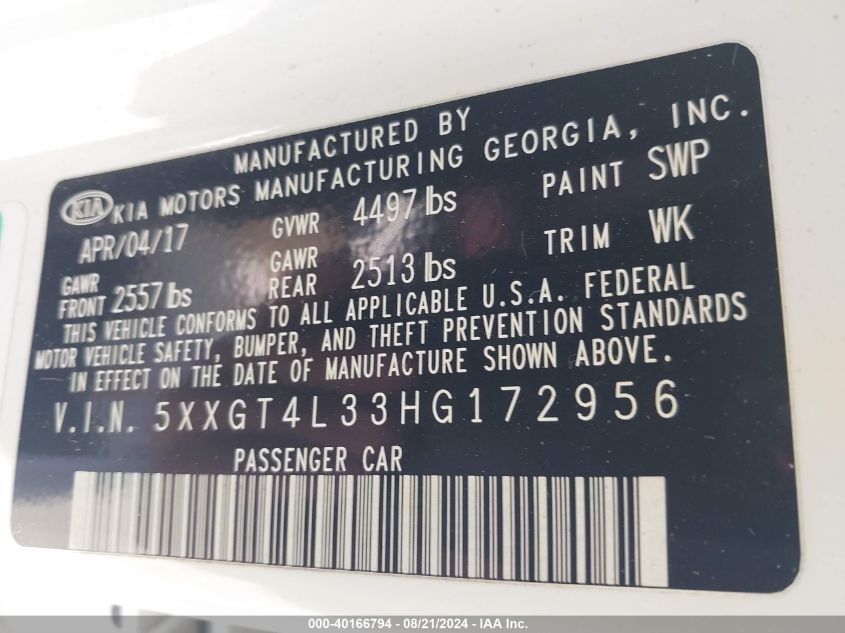 MANUFACTURED BY
KIA KIA MOTORS MANUFACTURING GEORGIA, INC.
APR/04/17 GVWR 4497 lbs PAINT SWP
GAWR FRONT 2557 lbs GAWR REAR 2513 lbs TRIM WK
THIS VEHICLE CONFORMS TO ALL APPLICABLE U.S.A. FEDERAL
MOTOR VEHICLE SAFETY, BUMPER, AND THEFT PREVENTION STANDARDS
IN EFFECT ON THE DATE OF MANUFACTURE SHOWN ABOVE.
V.I.N. 5XXGT4L33HG172956
PASSENGER CAR
000-40166794 - 08/21/2024 - IAA Inc.